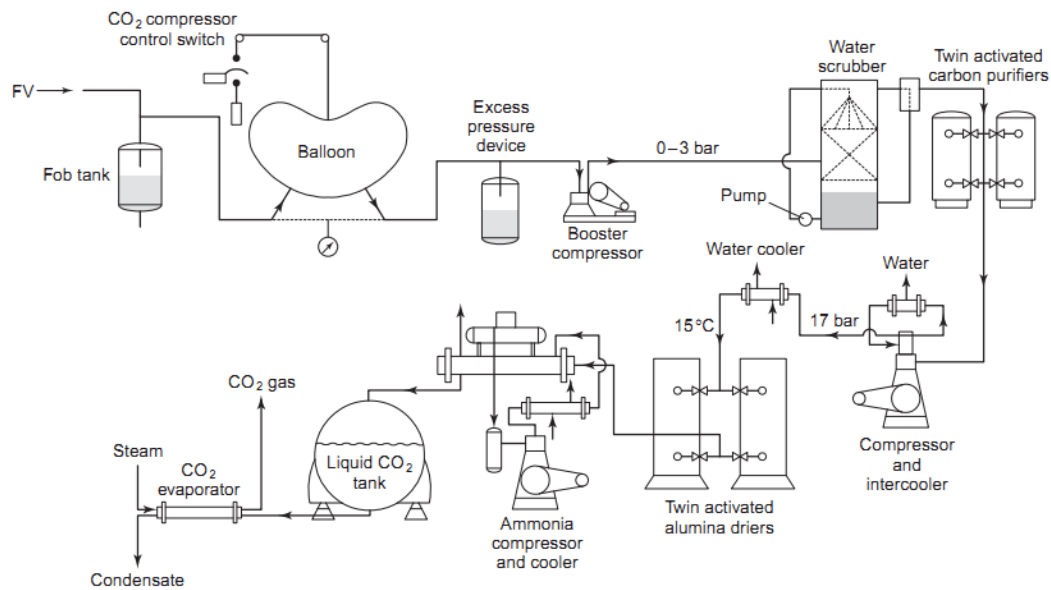 CO2 compressor
control switch
FV
Fob tank
Balloon
Excess
pressure
device
Booster
compressor
0–3 bar
Water
scrubber
Pump
Twin activated
carbon purifiers
Water cooler
Water
15°C
17 bar
Compressor
and
intercooler
Twin activated
alumina driers
Ammonia
compressor
and cooler
Liquid CO2
tank
CO2 gas
Steam
CO2
evaporator
Condensate